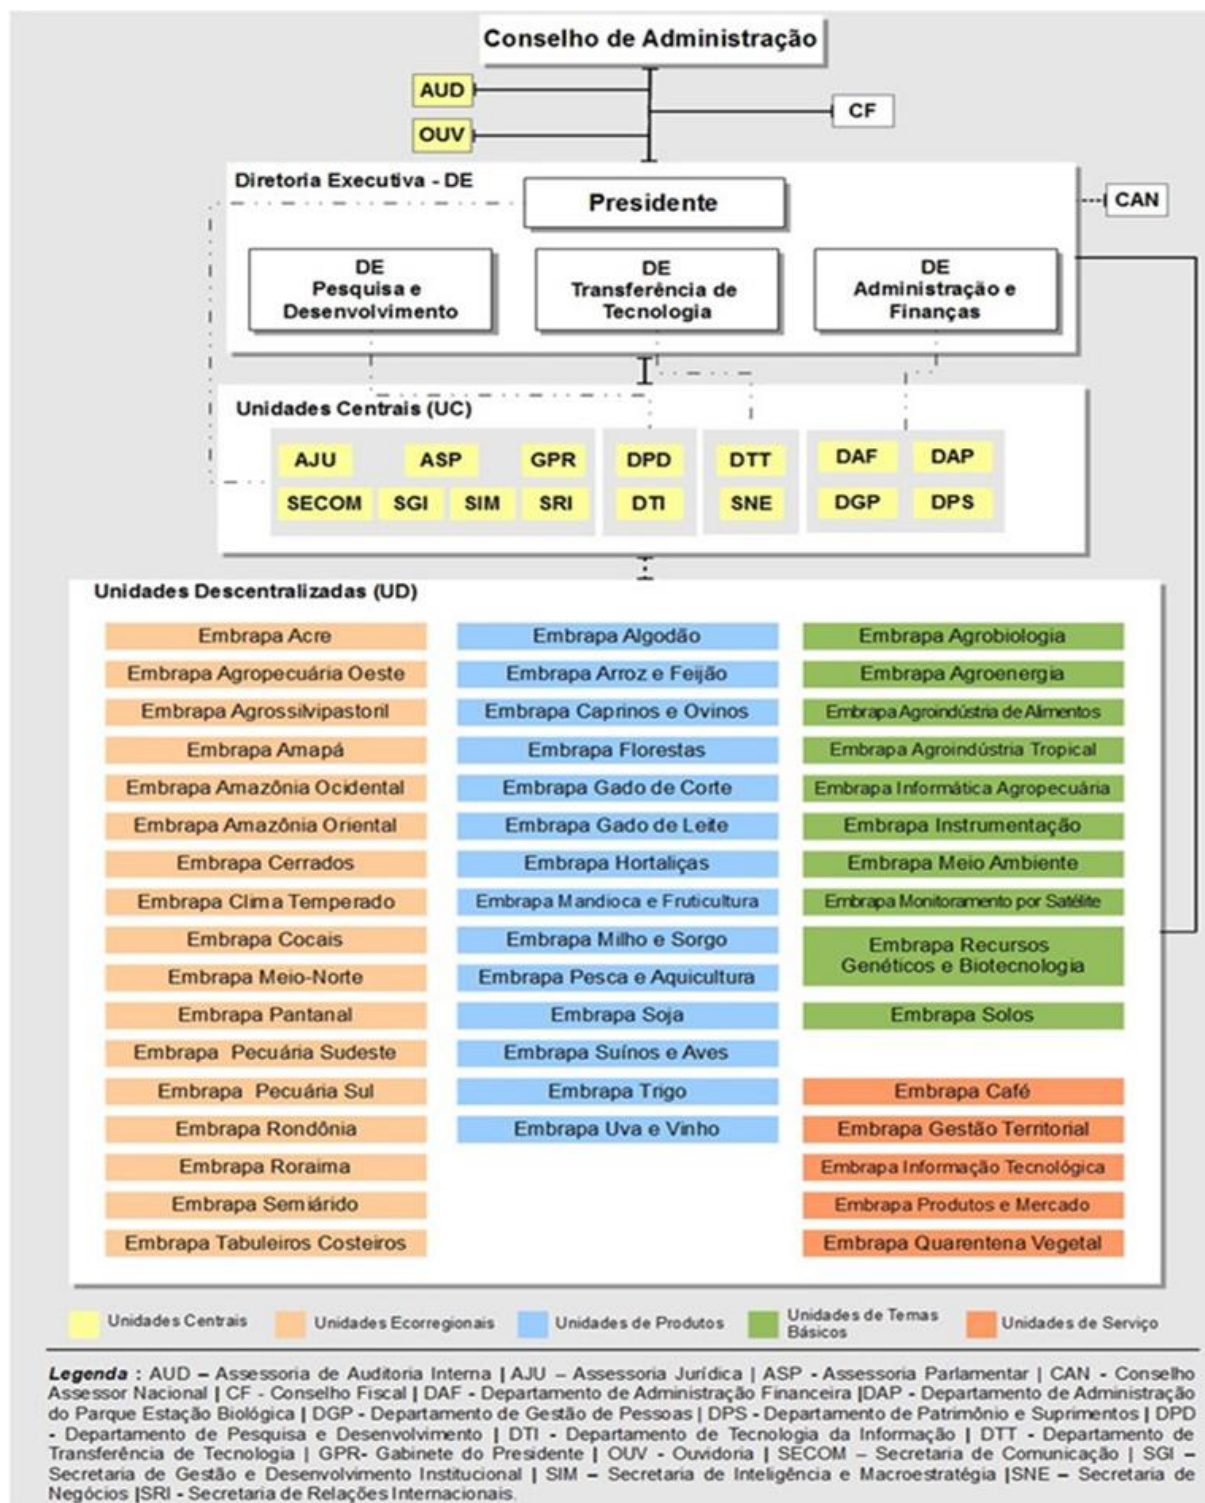 Conselho de Administração
AUD
CF
OUV
Diretoria Executiva - DE
Presidente
CAN
DE
Pesquisa e
Desenvolvimento
DE
Transferência de
Tecnologia
DE
Administração e
Finanças
Unidades Centrais (UC)
AJU ASP GPR
SECOM SGI SIM SRI
DPD
DTI
DTT
SNE
DAF DAP
DGP DPS
Unidades Descentralizadas (UD)
Embrapa Acre
Embrapa Agropecuária Oeste
Embrapa Agrossilvipastoril
Embrapa Amapá
Embrapa Amazônia Ocidental
Embrapa Amazônia Oriental
Embrapa Cerrados
Embrapa Clima Temperado
Embrapa Cocais
Embrapa Meio-Norte
Embrapa Pantanal
Embrapa Pecuária Sudeste
Embrapa Pecuária Sul
Embrapa Rondônia
Embrapa Roraima
Embrapa Semiárido
Embrapa Tabuleiros Costeiros
Embrapa Algodão
Embrapa Arroz e Feijão
Embrapa Caprinos e Ovinos
Embrapa Florestas
Embrapa Gado de Corte
Embrapa Gado de Leite
Embrapa Hortaliças
Embrapa Mandioca e Fruticultura
Embrapa Milho e Sorgo
Embrapa Pesca e Aquicultura
Embrapa Soja
Embrapa Suínos e Aves
Embrapa Trigo
Embrapa Uva e Vinho
Embrapa Agrobiologia
Embrapa Agroenergia
Embrapa Agroindústria de Alimentos
Embrapa Agroindústria Tropical
Embrapa Informática Agropecuária
Embrapa Instrumentação
Embrapa Meio Ambiente
Embrapa Monitoramento por Satélite
Embrapa Recursos
Genéticos e Biotecnologia
Embrapa Solos
Embrapa Café
Embrapa Gestão Territorial
Embrapa Informação Tecnológica
Embrapa Produtos e Mercado
Embrapa Quarentena Vegetal
Unidades Centrais
Unidades Ecorregionais
Unidades de Produtos
Unidades de Temas
Básicos
Unidades de Serviço
Legenda : AUD – Assessoria de Auditoria Interna | AJU – Assessoria Jurídica | ASP - Assessoria Parlamentar | CAN - Conselho
Assessor Nacional | CF - Conselho Fiscal | DAF - Departamento de Administração Financeira |DAP - Departamento de Administração
do Parque Estação Biológica | DGP - Departamento de Gestão de Pessoas | DPS - Departamento de Patrimônio e Suprimentos | DPD
- Departamento de Pesquisa e Desenvolvimento | DTI - Departamento de Tecnologia da Informação | DTT - Departamento de
Transferência de Tecnologia | GPR- Gabinete do Presidente | OUV - Ouvidoria | SECOM – Secretaria de Comunicação | SGI –
Secretaria de Gestão e Desenvolvimento Institucional | SIM – Secretaria de Inteligência e Macroestratégia |SNE – Secretaria de
Negócios |SRI - Secretaria de Relações Internacionais.